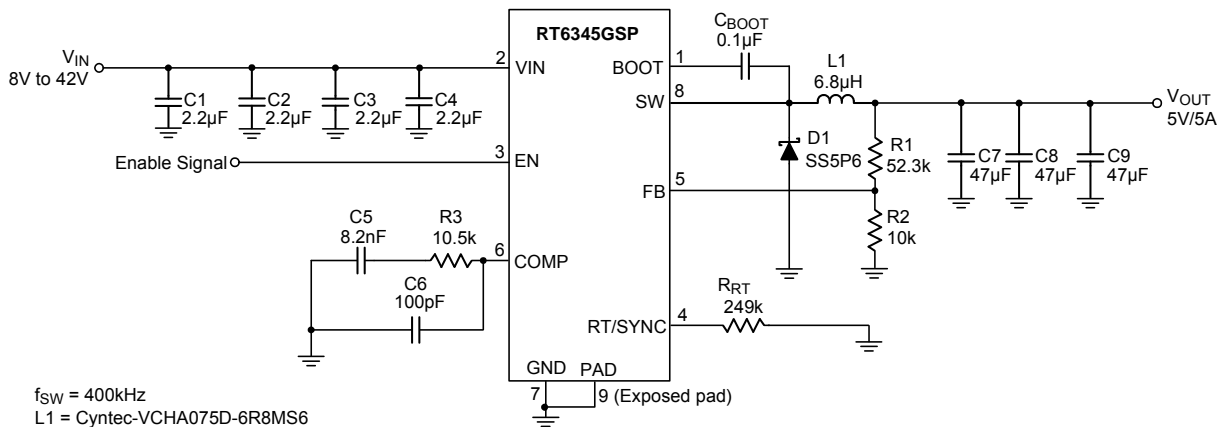 RT6345GSP
VIN
8V to 42V
2
VIN
C1
2.2µF
C2
2.2µF
C3
2.2µF
C4
2.2µF
Enable Signal
3
EN
C5
8.2nF
R3
10.5k
6
COMP
C6
100pF
BOOT
1
CBOOT
0.1µF
SW
8
L1
6.8µH
VOUT
5V/5A
D1
SS5P6
R1
52.3k
C7
47µF
C8
47µF
C9
47µF
FB
5
R2
10k
RT/SYNC
4
RRT
249k
GND
PAD
7
9 (Exposed pad)
fSW = 400kHz
L1 = Cyntec-VCHA075D-6R8MS6